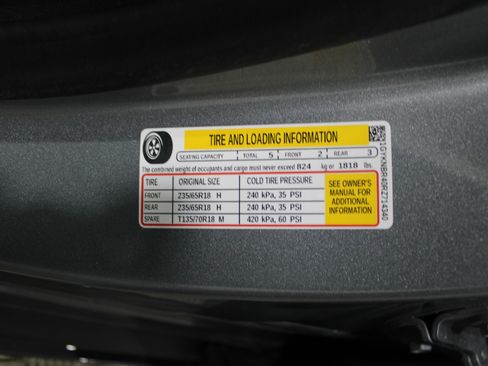 TIRE AND LOADING INFORMATION
SEATING CAPACITY TOTAL 5 FRONT 2 REAR 3
The combined weight of occupants and cargo must never exceed 824 kg or 1818 lbs.
TIRE ORIGINAL SIZE COLD TIRE PRESSURE
FRONT 235/65R18 H 240 kPa, 35 PSI
REAR 235/65R18 H 240 kPa, 35 PSI
SPARE T135/70R18 M 420 kPa, 60 PSI
SEE OWNER'S
MANUAL FOR
ADDITIONAL
INFORMATION
1GYKNBR40RZ714340